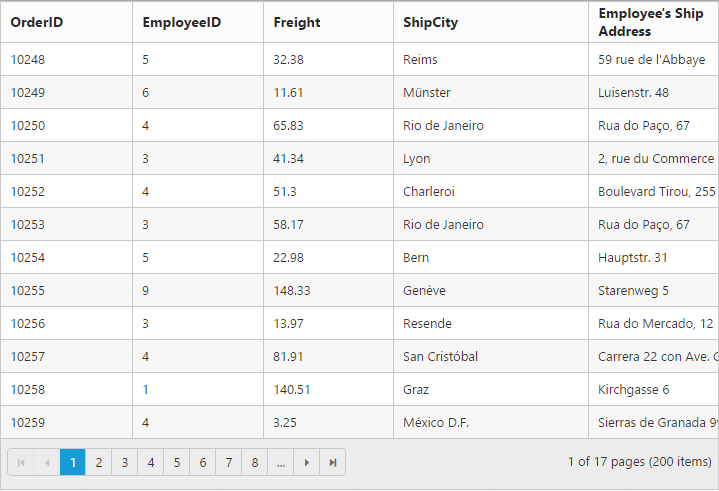 OrderID EmployeeID Freight ShipCity Employee's Ship
Address
10248 5 32.38 Reims 59 rue de l'Abbaye
10249 6 11.61 Münster Luisenstr. 48
10250 4 65.83 Rio de Janeiro Rua do Paço, 67
10251 3 41.34 Lyon 2, rue du Commerce
10252 4 51.3 Charleroi Boulevard Tirou, 255
10253 3 58.17 Rio de Janeiro Rua do Paço, 67
10254 5 22.98 Bern Hauptstr. 31
10255 9 148.33 Genève Starenweg 5
10256 3 13.97 Resende Rua do Mercado, 12
10257 4 81.91 San Cristóbal Carrera 22 con Ave.
10258 1 140.51 Graz Kirchgasse 6
10259 4 3.25 México D.F. Sierras de Granada
1 2 3 4 5 6 7 8 ... 1 of 17 pages (200 items)